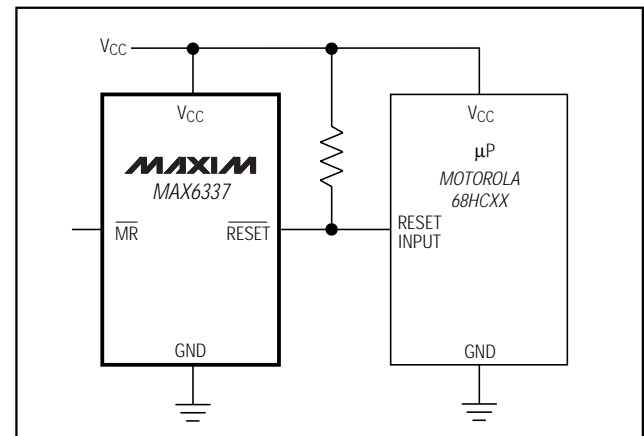 VCC
VCC
MAXIM
MAX6337
MR
RESET
GND
VCC
μP
MOTOROLA
68HCXX
RESET
INPUT
GND